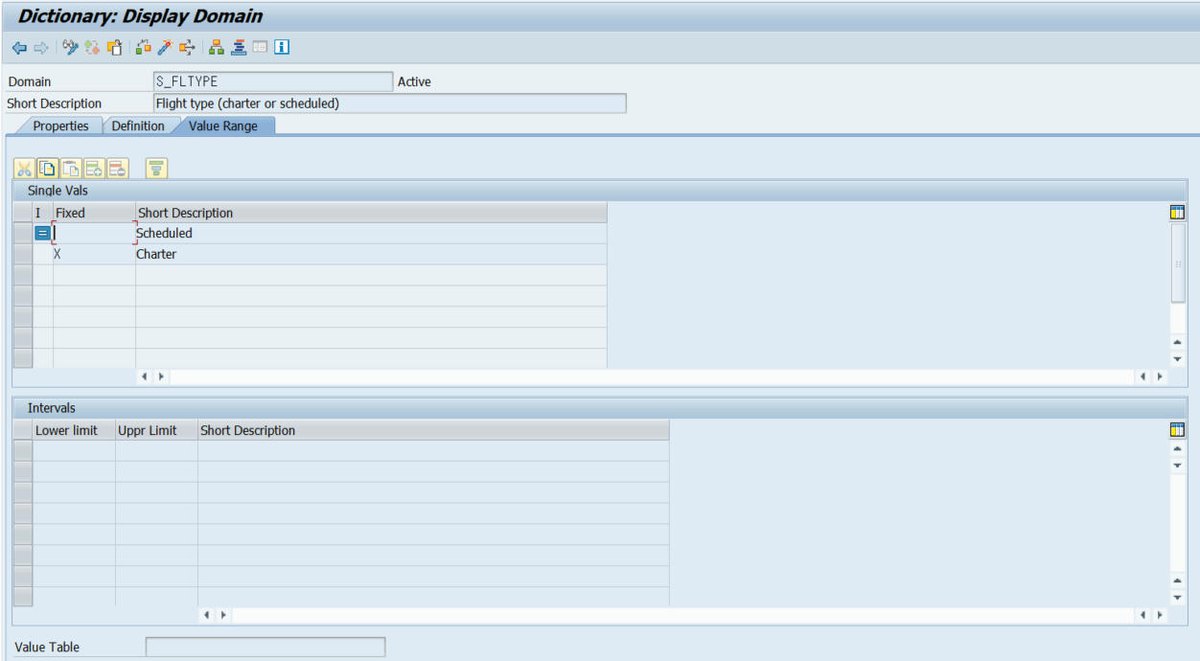 Dictionary: Display Domain
Domain S_FLTYPE Active
Short Description Flight type (charter or scheduled)
Properties Definition Value Range
Single Vals
I Fixed Short Description
= Scheduled
X Charter
Intervals
Lower limit Uppr Limit Short Description
Value Table